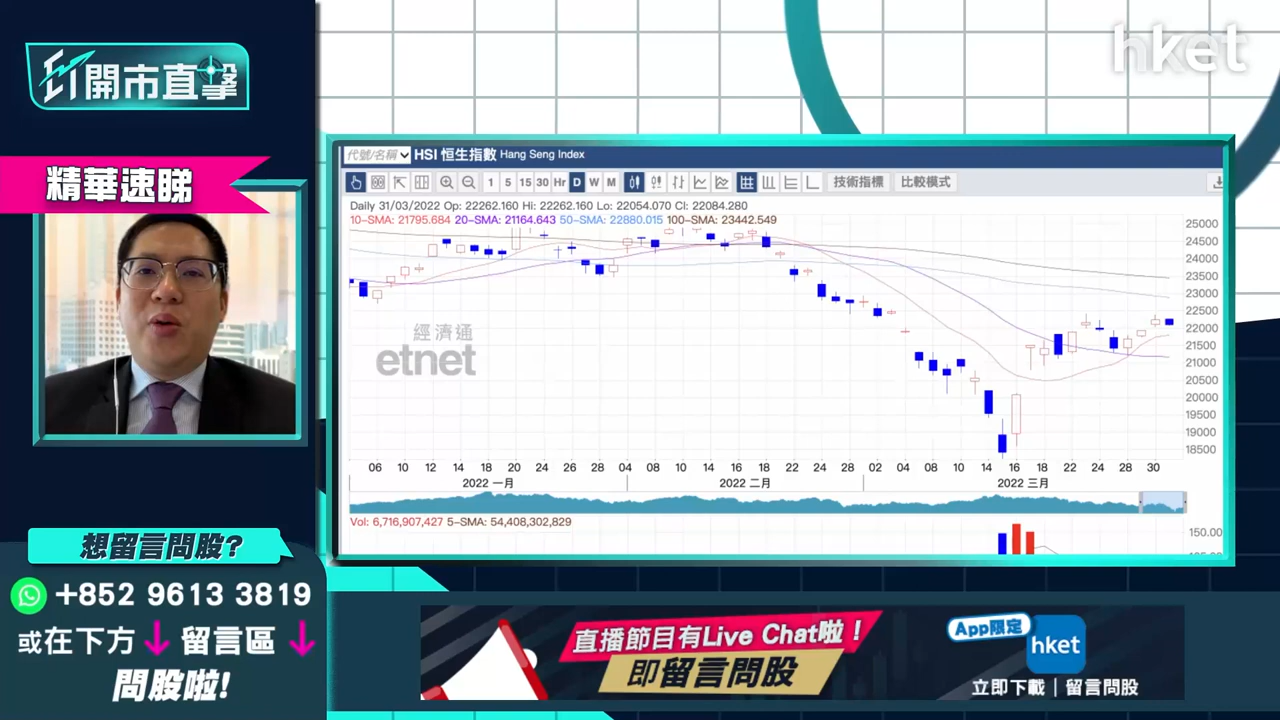 hket
ET開市直擊
精華速睇
代號/名稱 HSI 恒生指數 Hang Seng Index
1 5 15 30 Hr D W M 技術指標 比較模式
Daily 31/03/2022 Op: 22262.160 Hi: 22262.160 Lo: 22054.070 Cl: 22084.280
10-SMA: 21795.684 20-SMA: 21164.643 50-SMA: 22880.015 100-SMA: 23442.549
25000
24500
24000
23500
23000
22500
22000
21500
21000
20500
20000
19500
19000
18500
經濟通
etnet
06 10 12 14 18 20 24 26 28 04 08 10 14 16 18 22 24 28 02 04 08 10 14 16 18 22 24 28 30
2022 一月 2022 二月 2022 三月
Vol: 6,716,907,427 5-SMA: 54,408,302,829
150.00
想留言問股?
+852 9613 3819
或在下方 留言區
問股啦!
直播節目有Live Chat啦！
即留言問股
App限定
hket
立即下載｜留言問股